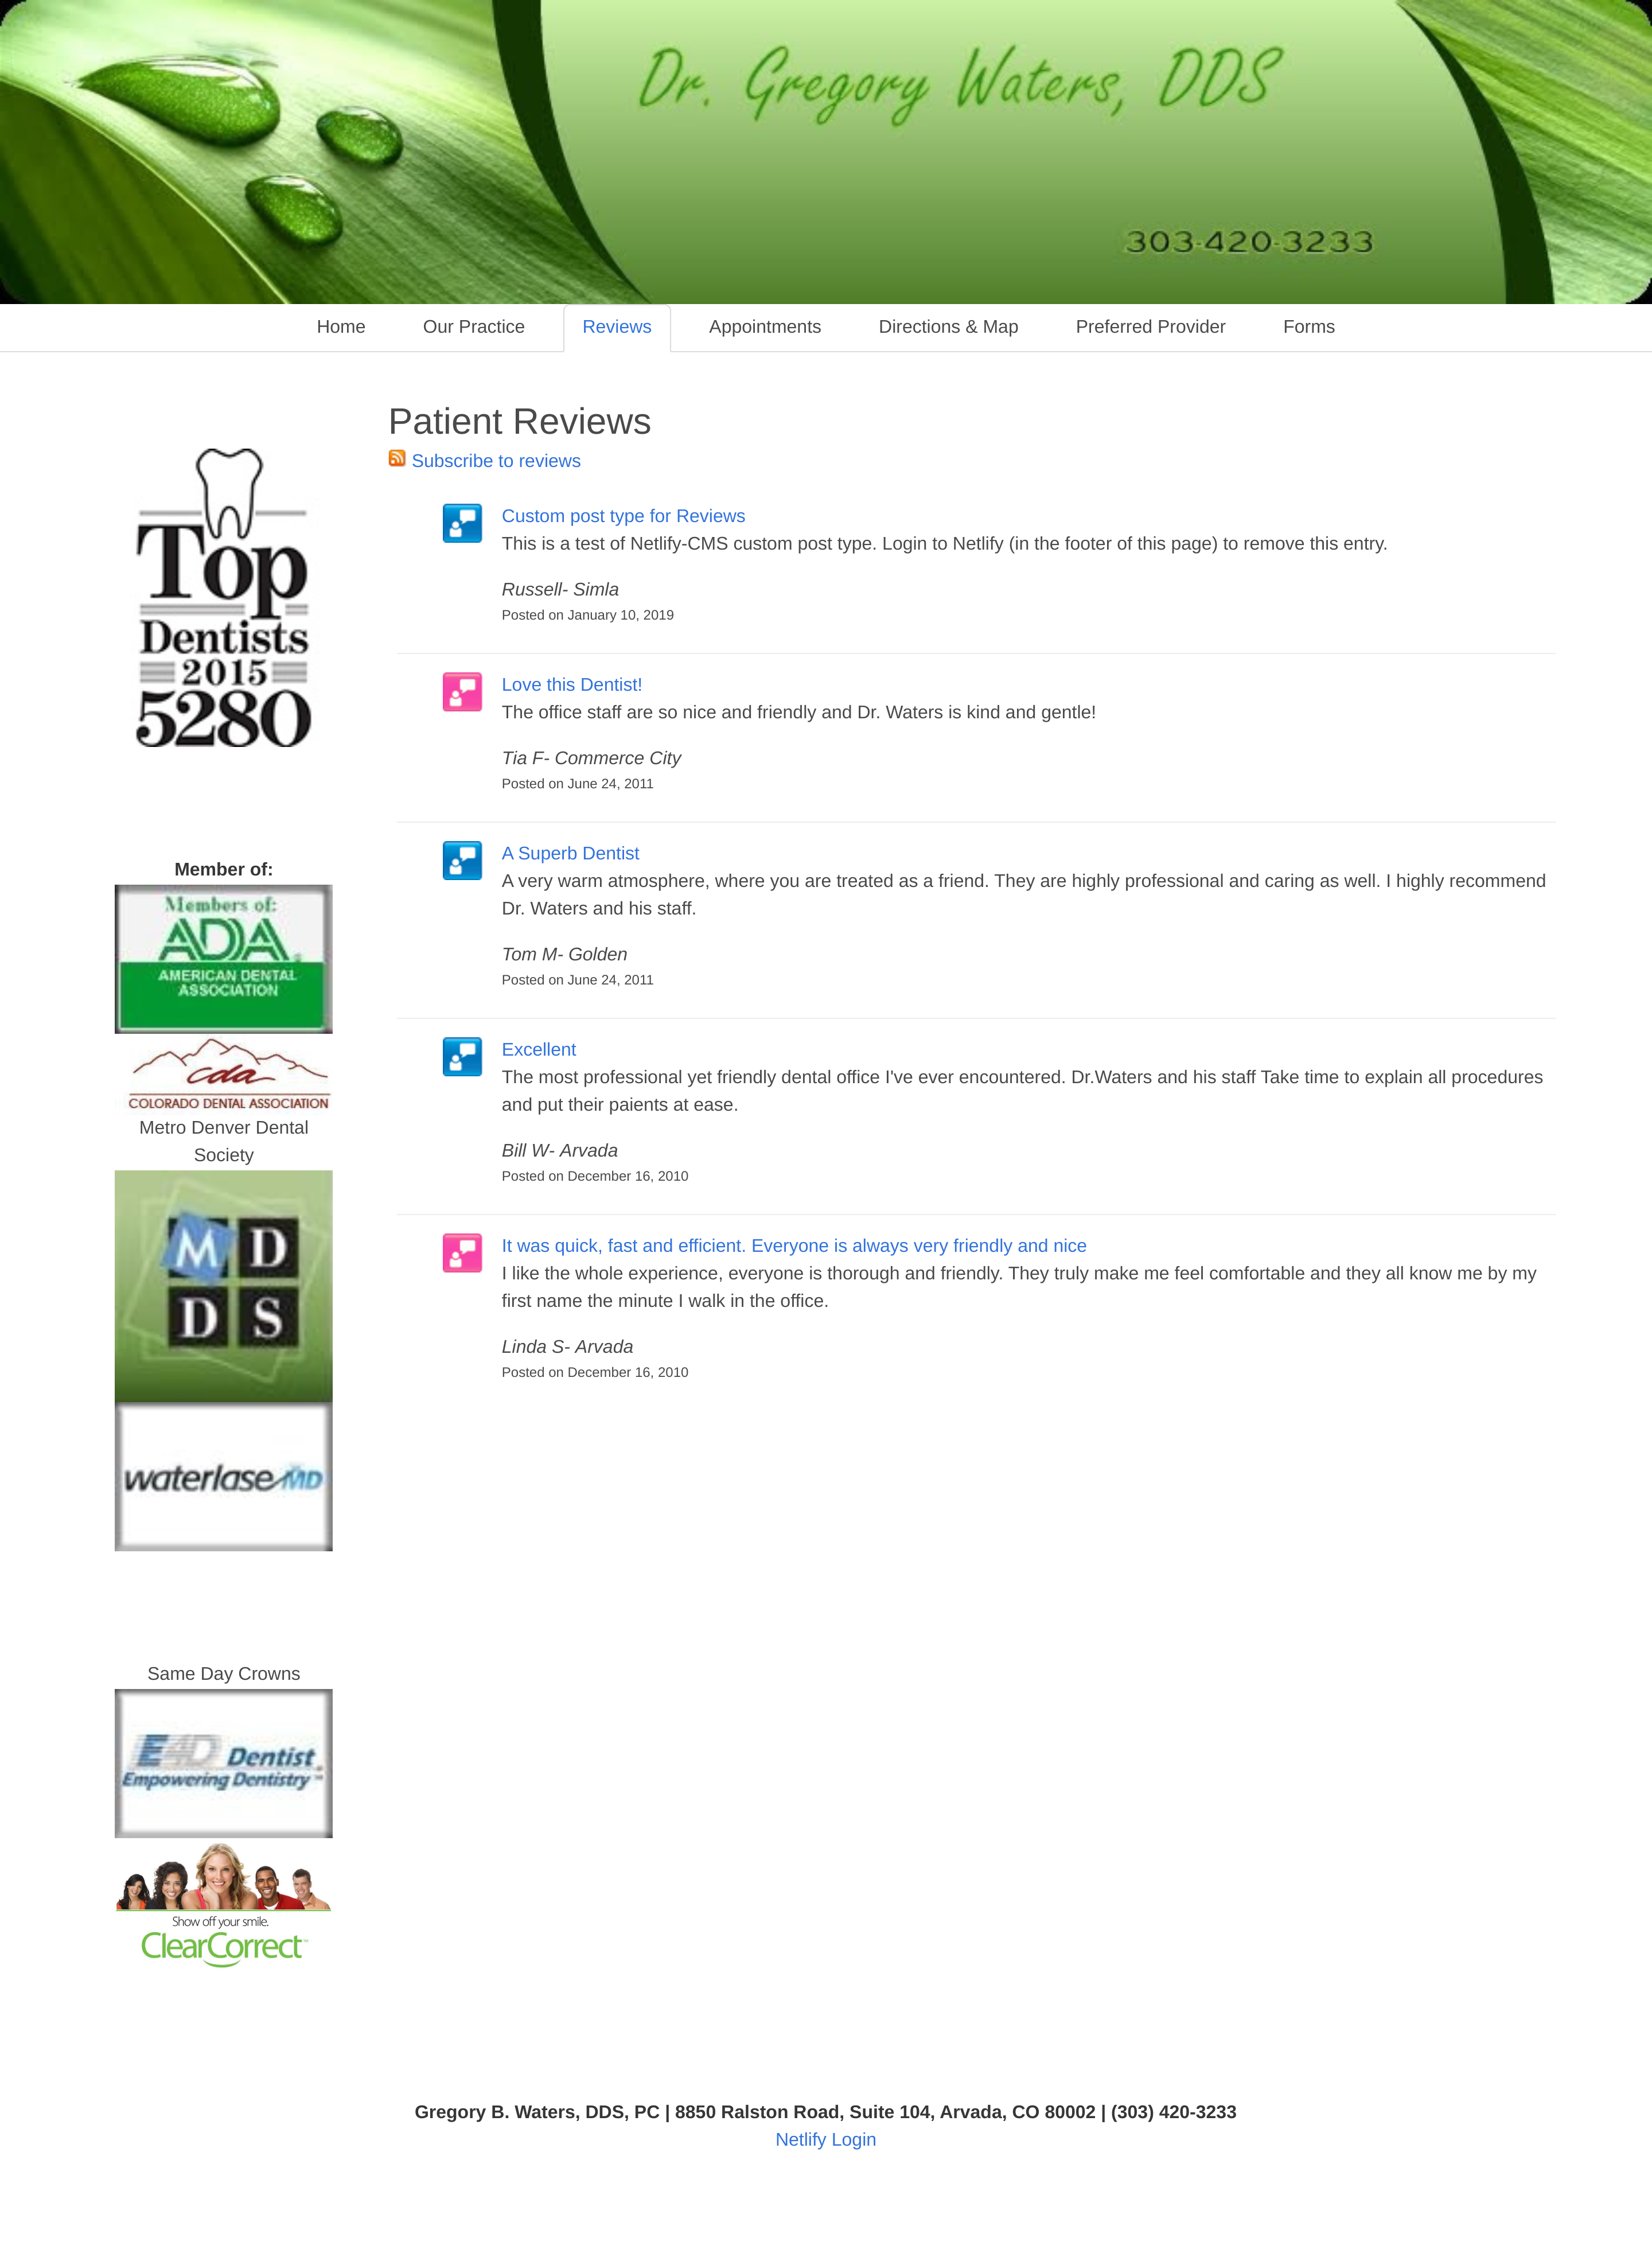 Dr. Gregory Waters, DDS
303-420-3233
Home Our Practice Reviews Appointments Directions & Map Preferred Provider Forms
Top
Dentists
2015
5280
Member of:
Members of:
ADA®
AMERICAN DENTAL
ASSOCIATION
cda
COLORADO DENTAL ASSOCIATION
Metro Denver Dental
Society
M D
D S
waterlase MD
Same Day Crowns
E4D Dentist
Empowering Dentistry™
Show off your smile.
ClearCorrect™
Patient Reviews
Subscribe to reviews
Custom post type for Reviews
This is a test of Netlify-CMS custom post type. Login to Netlify (in the footer of this page) to remove this entry.
Russell- Simla
Posted on January 10, 2019
Love this Dentist!
The office staff are so nice and friendly and Dr. Waters is kind and gentle!
Tia F- Commerce City
Posted on June 24, 2011
A Superb Dentist
A very warm atmosphere, where you are treated as a friend. They are highly professional and caring as well. I highly recommend
Dr. Waters and his staff.
Tom M- Golden
Posted on June 24, 2011
Excellent
The most professional yet friendly dental office I've ever encountered. Dr.Waters and his staff Take time to explain all procedures
and put their paients at ease.
Bill W- Arvada
Posted on December 16, 2010
It was quick, fast and efficient. Everyone is always very friendly and nice
I like the whole experience, everyone is thorough and friendly. They truly make me feel comfortable and they all know me by my
first name the minute I walk in the office.
Linda S- Arvada
Posted on December 16, 2010
Gregory B. Waters, DDS, PC | 8850 Ralston Road, Suite 104, Arvada, CO 80002 | (303) 420-3233
Netlify Login